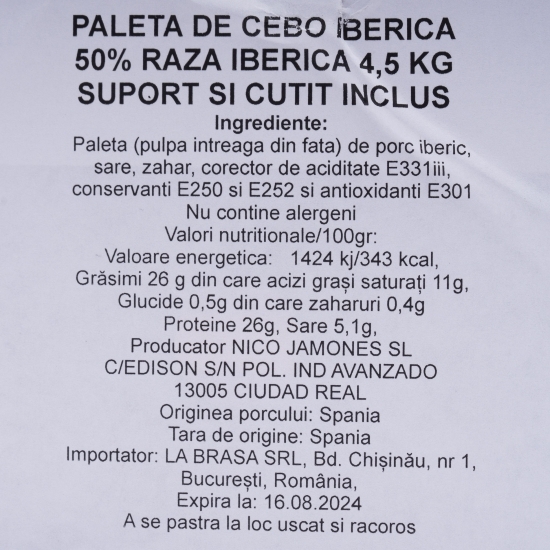 PALETA DE CEBO IBERICA
50% RAZA IBERICA 4,5 KG
SUPORT SI CUTIT INCLUS
Ingrediente:
Paleta (pulpa intreaga din fata) de porc iberic,
sare, zahar, corector de aciditate E331iii,
conservanti E250 si E252 si antioxidanti E301
Nu contine alergeni
Valori nutritionale/100gr:
Valoare energetica: 1424 kj/343 kcal,
Grăsimi 26 g din care acizi grași saturați 11g,
Glucide 0,5g din care zaharuri 0,4g
Proteine 26g, Sare 5,1g,
Producator NICO JAMONES SL
C/EDISON S/N POL. IND AVANZADO
13005 CIUDAD REAL
Originea porcului: Spania
Tara de origine: Spania
Importator: LA BRASA SRL, Bd. Chișinău, nr 1,
București, România,
Expira la: 16.08.2024
A se pastra la loc uscat si racoros